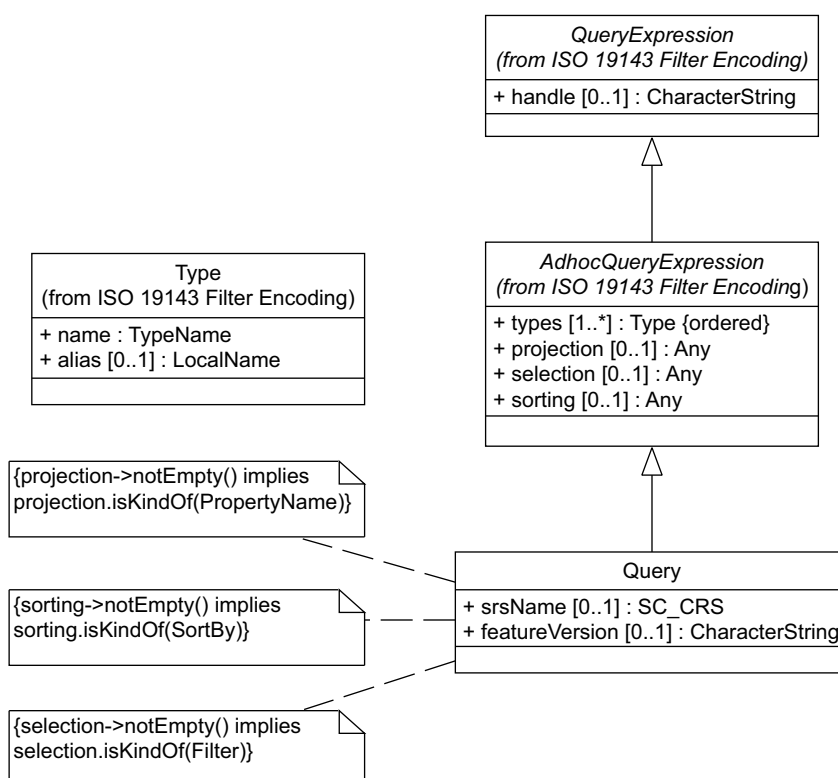 QueryExpression
(from ISO 19143 Filter Encoding)
+ handle [0..1] : CharacterString
Type
(from ISO 19143 Filter Encoding)
+ name : TypeName
+ alias [0..1] : LocalName
AdhocQueryExpression
(from ISO 19143 Filter Encoding)
+ types [1..*] : Type {ordered}
+ projection [0..1] : Any
+ selection [0..1] : Any
+ sorting [0..1] : Any
{projection->notEmpty() implies
projection.isKindOf(PropertyName)}
{sorting->notEmpty() implies
sorting.isKindOf(SortBy)}
{selection->notEmpty() implies
selection.isKindOf(Filter)}
Query
+ srsName [0..1] : SC_CRS
+ featureVersion [0..1] : CharacterString